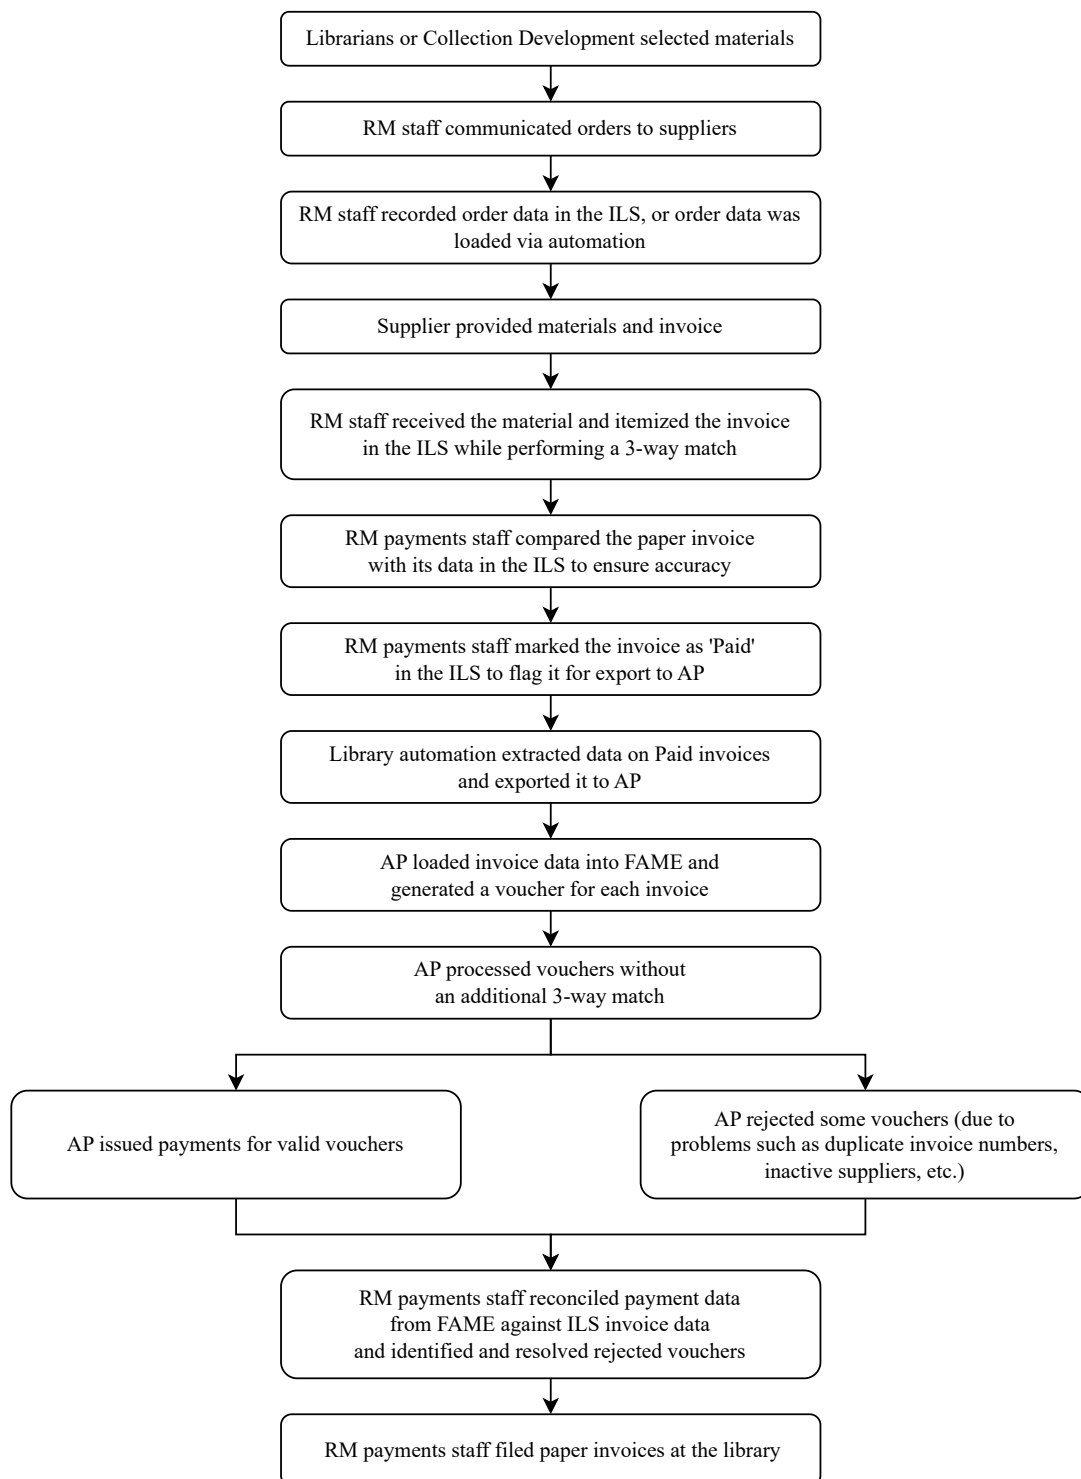 Librarians or Collection Development selected materials
RM staff communicated orders to suppliers
RM staff recorded order data in the ILS, or order data was
loaded via automation
Supplier provided materials and invoice
RM staff received the material and itemized the invoice
in the ILS while performing a 3-way match
RM payments staff compared the paper invoice
with its data in the ILS to ensure accuracy
RM payments staff marked the invoice as 'Paid'
in the ILS to flag it for export to AP
Library automation extracted data on Paid invoices
and exported it to AP
AP loaded invoice data into FAME and
generated a voucher for each invoice
AP processed vouchers without
an additional 3-way match
AP issued payments for valid vouchers
AP rejected some vouchers (due to
problems such as duplicate invoice numbers,
inactive suppliers, etc.)
RM payments staff reconciled payment data
from FAME against ILS invoice data
and identified and resolved rejected vouchers
RM payments staff filed paper invoices at the library